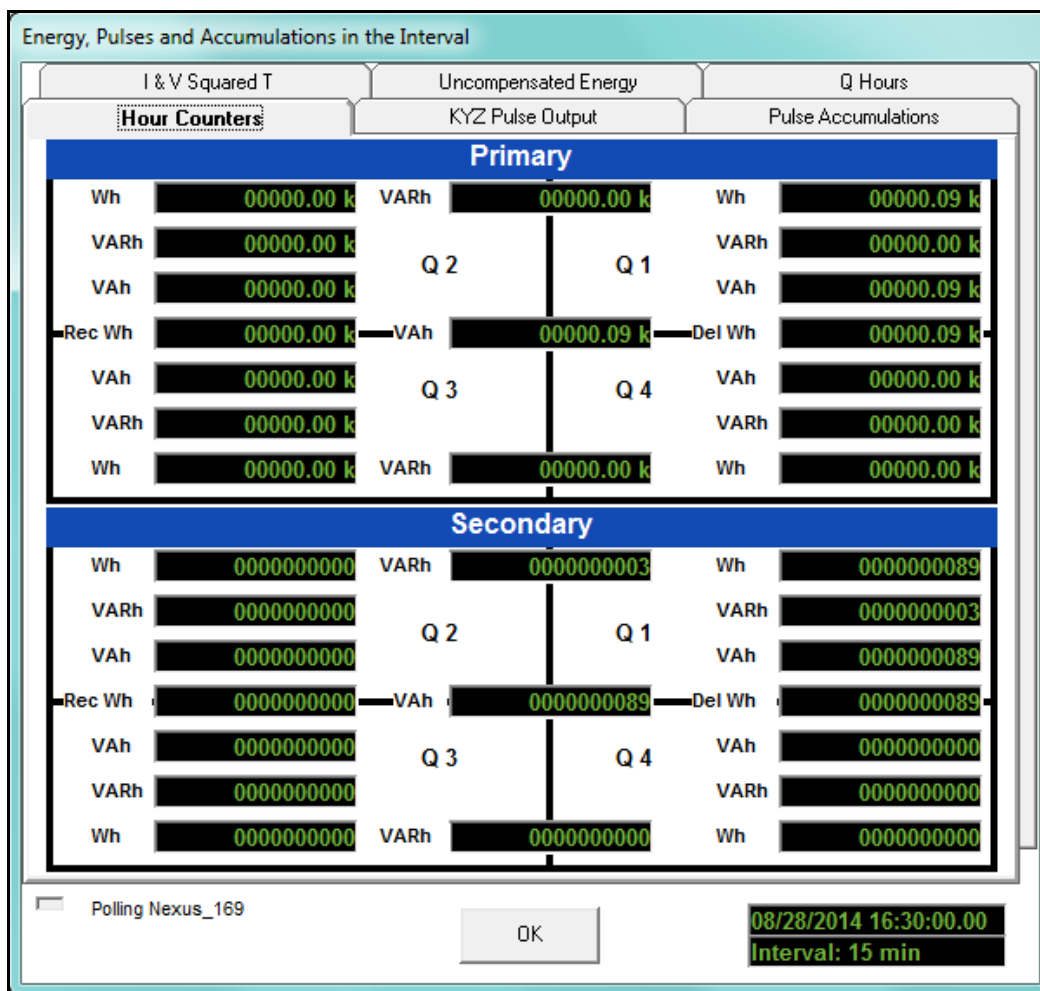 Energy, Pulses and Accumulations in the Interval
I & V Squared T Uncompensated Energy Q Hours
Hour Counters KYZ Pulse Output Pulse Accumulations
Primary
Wh 00000.00 k VARh 00000.00 k Wh 00000.09 k
VARh 00000.00 k VARh 00000.00 k
Q 2 Q 1
VAh 00000.00 k VAh 00000.09 k
Rec Wh 00000.00 k VAh 00000.09 k Del Wh 00000.09 k
VAh 00000.00 k VAh 00000.00 k
Q 3 Q 4
VARh 00000.00 k VARh 00000.00 k
Wh 00000.00 k VARh 00000.00 k Wh 00000.00 k
Secondary
Wh 0000000000 VARh 0000000003 Wh 0000000089
VARh 0000000000 VARh 0000000003
Q 2 Q 1
VAh 0000000000 VAh 0000000089
Rec Wh 0000000000 VAh 0000000089 Del Wh 0000000089
VAh 0000000000 VAh 0000000000
Q 3 Q 4
VARh 0000000000 VARh 0000000000
Wh 0000000000 VARh 0000000000 Wh 0000000000
Polling Nexus_169
OK
08/28/2014 16:30:00.00
Interval: 15 min